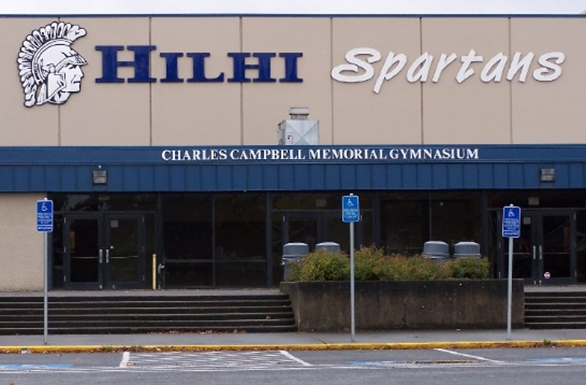 HILHI Spartans
CHARLES CAMPBELL MEMORIAL GYMNASIUM